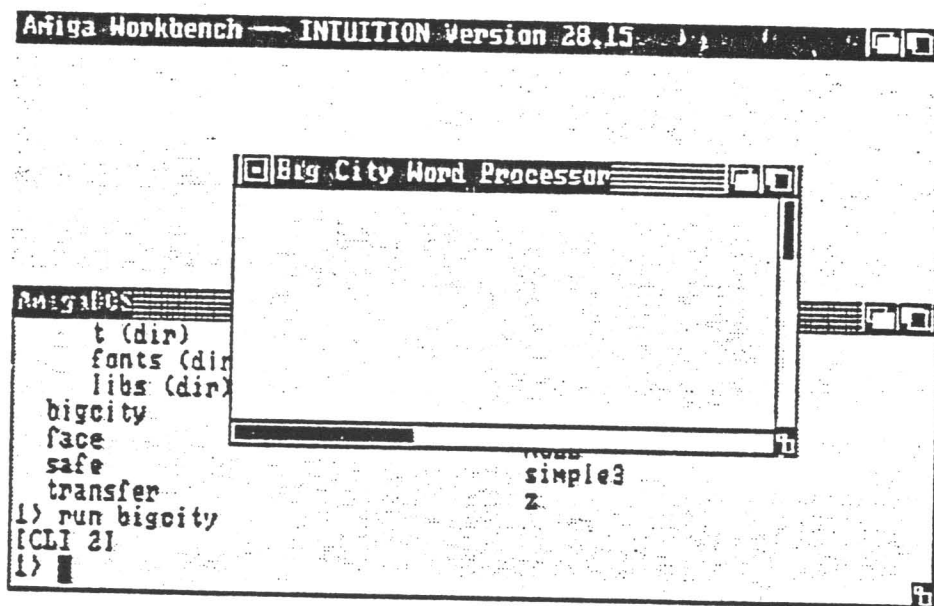 Amiga Workbench — INTUITION Version 28.15
Big City Word Processor
AmigaDOS
t (dir)
fonts (dir
libs (dir)
bigcity
face
safe
simple3
transfer
z
1> run bigcity
[CLI 2]
1>